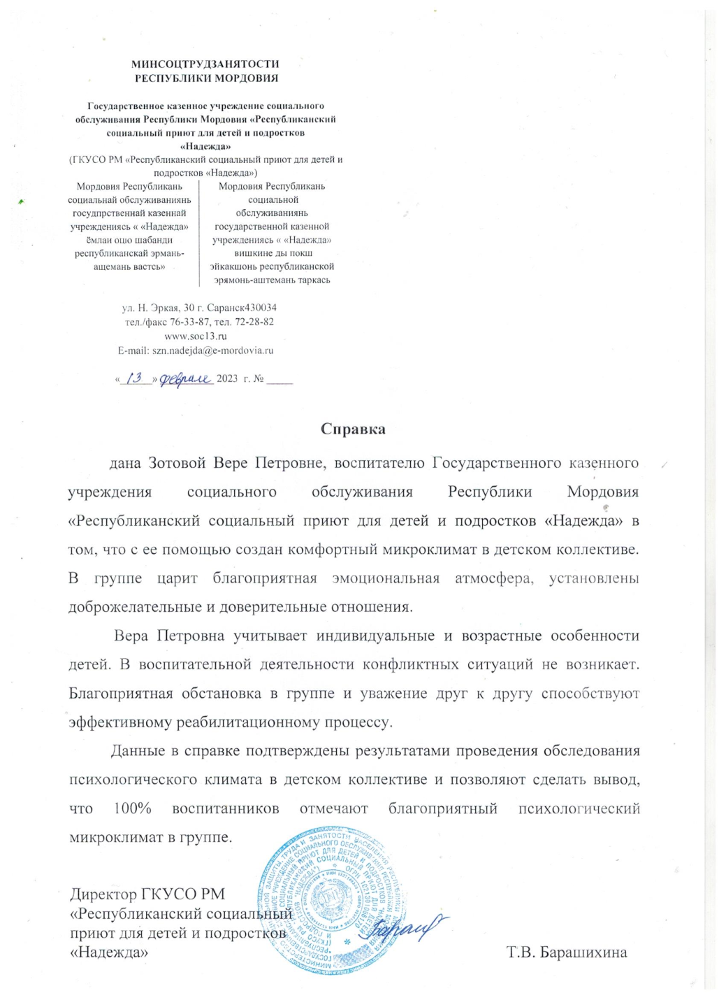 МИНСОЦТРУДЗАНЯТОСТИ
РЕСПУБЛИКИ МОРДОВИЯ
Государственное казенное учреждение социального
обслуживания Республики Мордовия «Республиканский
социальный приют для детей и подростков
«Надежда»
(ГКУСО РМ «Республиканский социальный приют для детей и
подростков «Надежда»)
Мордовия Республикань
социальнай обслуживаниянь
госудпрственнай казеннай
учреждениясь « «Надежда»
ёмлаи ошо шабанди
республиканскай эрмань-
ащемань вастсь»
Мордовия Республикань
социальной
обслуживаниянь
государственной казенной
учреждениясь « «Надежда»
вишкине ды покш
эйкакшонь республиканской
эрямонь-аштемань таркась
ул. Н. Эркая, 30 г. Саранск430034
тел./факс 76-33-87, тел. 72-28-82
www.soc13.ru
E-mail: szn.nadejda@e-mordovia.ru
« 13 » февраля 2023 г. № _____
Справка
дана Зотовой Вере Петровне, воспитателю Государственного казенного
учреждения социального обслуживания Республики Мордовия
«Республиканский социальный приют для детей и подростков «Надежда» в
том, что с ее помощью создан комфортный микроклимат в детском коллективе.
В группе царит благоприятная эмоциональная атмосфера, установлены
доброжелательные и доверительные отношения.
Вера Петровна учитывает индивидуальные и возрастные особенности
детей. В воспитательной деятельности конфликтных ситуаций не возникает.
Благоприятная обстановка в группе и уважение друг к другу способствуют
эффективному реабилитационному процессу.
Данные в справке подтверждены результатами проведения обследования
психологического климата в детском коллективе и позволяют сделать вывод,
что 100% воспитанников отмечают благоприятный психологический
микроклимат в группе.
Директор ГКУСО РМ
«Республиканский социальный
приют для детей и подростков
«Надежда»
Т.В. Барашихина